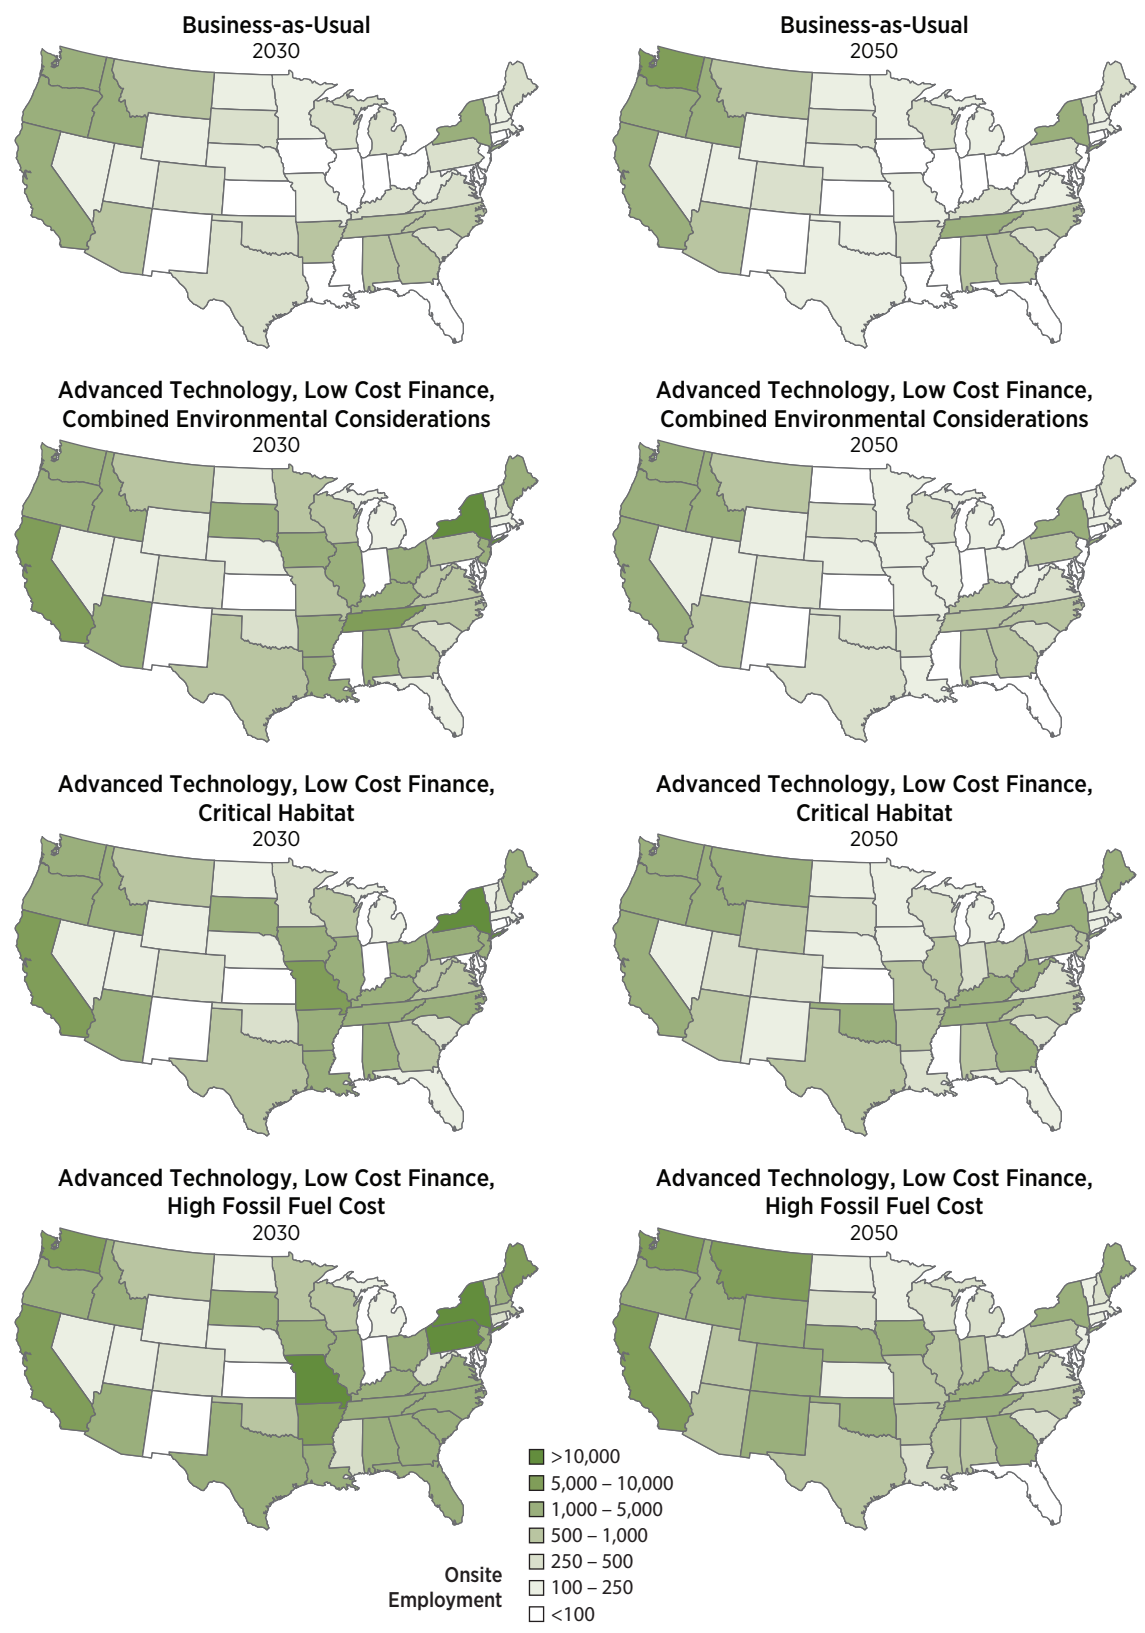 Business-as-Usual
2030
Business-as-Usual
2050
Advanced Technology, Low Cost Finance,
Combined Environmental Considerations
2030
Advanced Technology, Low Cost Finance,
Combined Environmental Considerations
2050
Advanced Technology, Low Cost Finance,
Critical Habitat
2030
Advanced Technology, Low Cost Finance,
Critical Habitat
2050
Advanced Technology, Low Cost Finance,
High Fossil Fuel Cost
2030
Advanced Technology, Low Cost Finance,
High Fossil Fuel Cost
2050
Onsite
Employment
>10,000
5,000 – 10,000
1,000 – 5,000
500 – 1,000
250 – 500
100 – 250
<100